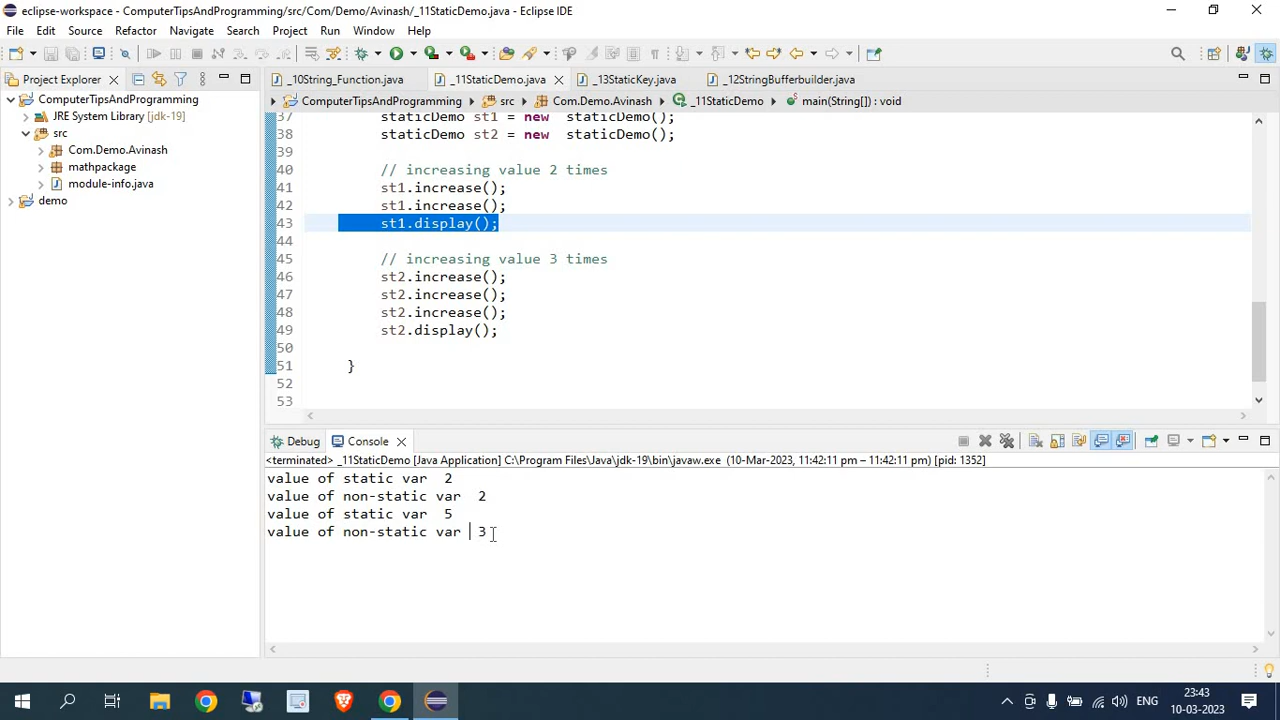 eclipse-workspace - ComputerTipsAndProgramming/src/Com/Demo/Avinash/_11StaticDemo.java - Eclipse IDE
File Edit Source Refactor Navigate Search Project Run Window Help
Project Explorer
_10String_Function.java
_11StaticDemo.java
_13StaticKey.java
_12StringBufferbuilder.java
ComputerTipsAndProgramming
JRE System Library [jdk-19]
src
Com.Demo.Avinash
mathpackage
module-info.java
demo
ComputerTipsAndProgramming src Com.Demo.Avinash _11StaticDemo main(String[]) : void
37 staticDemo st1 = new  staticDemo();
38 staticDemo st2 = new  staticDemo();
39
40 // increasing value 2 times
41 st1.increase();
42 st1.increase();
43 st1.display();
44
45 // increasing value 3 times
46 st2.increase();
47 st2.increase();
48 st2.increase();
49 st2.display();
50
51 }
52
53
Debug Console
<terminated> _11StaticDemo [Java Application] C:\Program Files\Java\jdk-19\bin\javaw.exe (10-Mar-2023, 11:42:11 pm – 11:42:11 pm) [pid: 1352]
value of static var  2
value of non-static var  2
value of static var  5
value of non-static var  3
ENG
23:43
10-03-2023